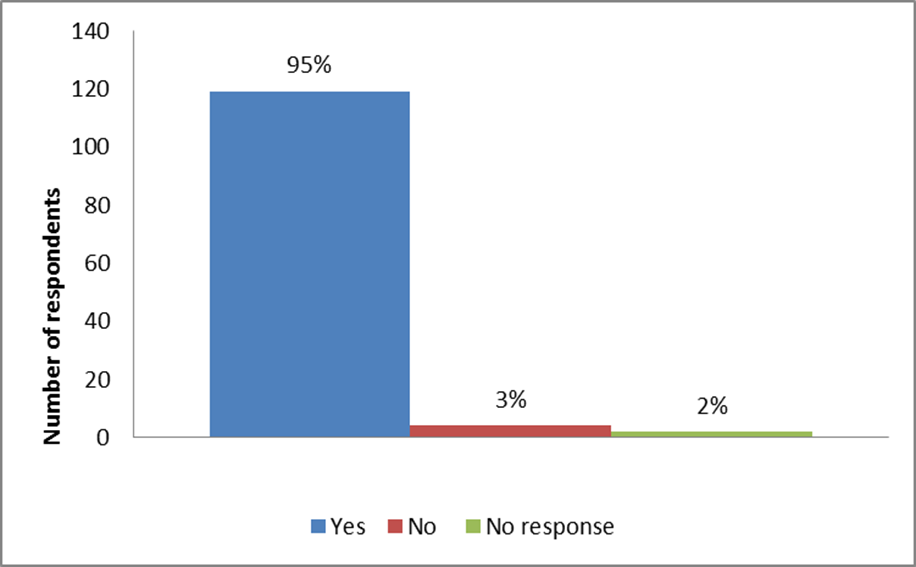 140
95%
120
100
80
60
40
20
0
Number of respondents
3%
2%
Yes
No
No response